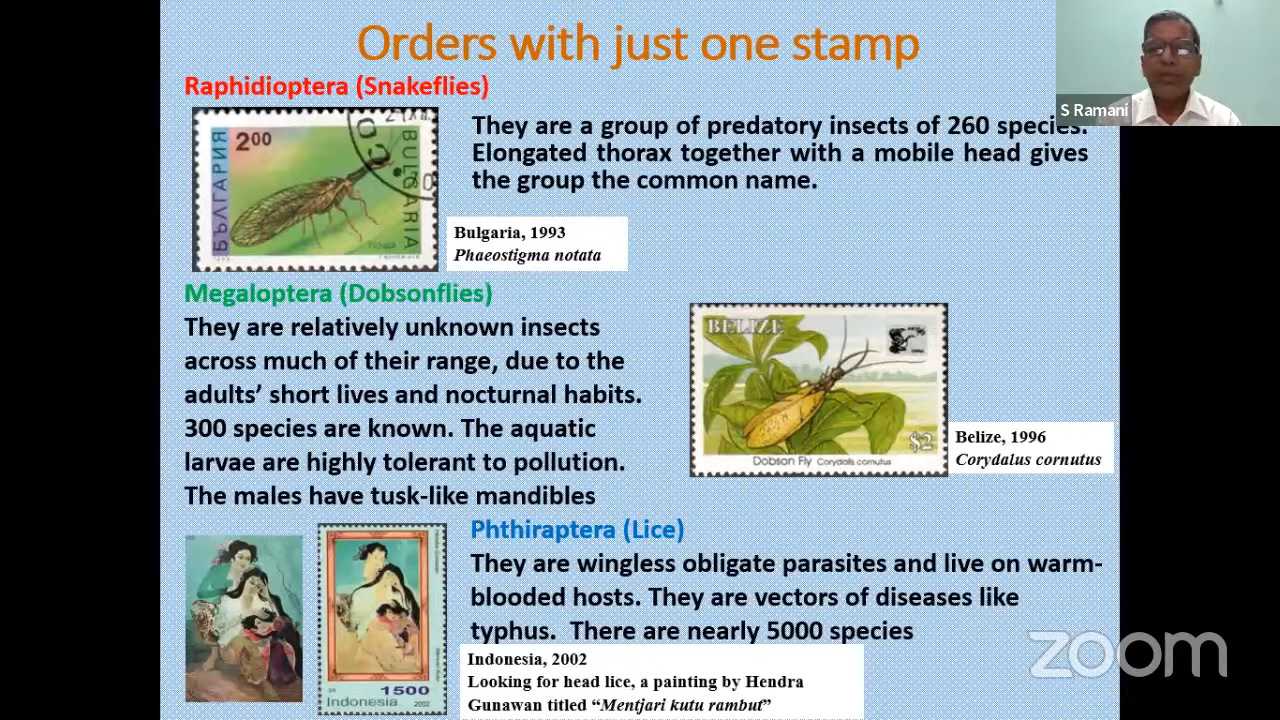 Orders with just one stamp
S Ramani
Raphidioptera (Snakeflies)
2.00
БЪЛГАРИЯ
BULGARIA
They are a group of predatory insects of 260 species.
Elongated thorax together with a mobile head gives
the group the common name.
Bulgaria, 1993
Phaeostigma notata
Megaloptera (Dobsonflies)
They are relatively unknown insects
across much of their range, due to the
adults’ short lives and nocturnal habits.
300 species are known. The aquatic
larvae are highly tolerant to pollution.
The males have tusk-like mandibles
BELIZE
$2
Dobson Fly Corydalis cornutus
Belize, 1996
Corydalus cornutus
Phthiraptera (Lice)
They are wingless obligate parasites and live on warm-
blooded hosts. They are vectors of diseases like
typhus. There are nearly 5000 species
1500
Indonesia 2002
Indonesia, 2002
Looking for head lice, a painting by Hendra
Gunawan titled “Mentjari kutu rambut”
zoom